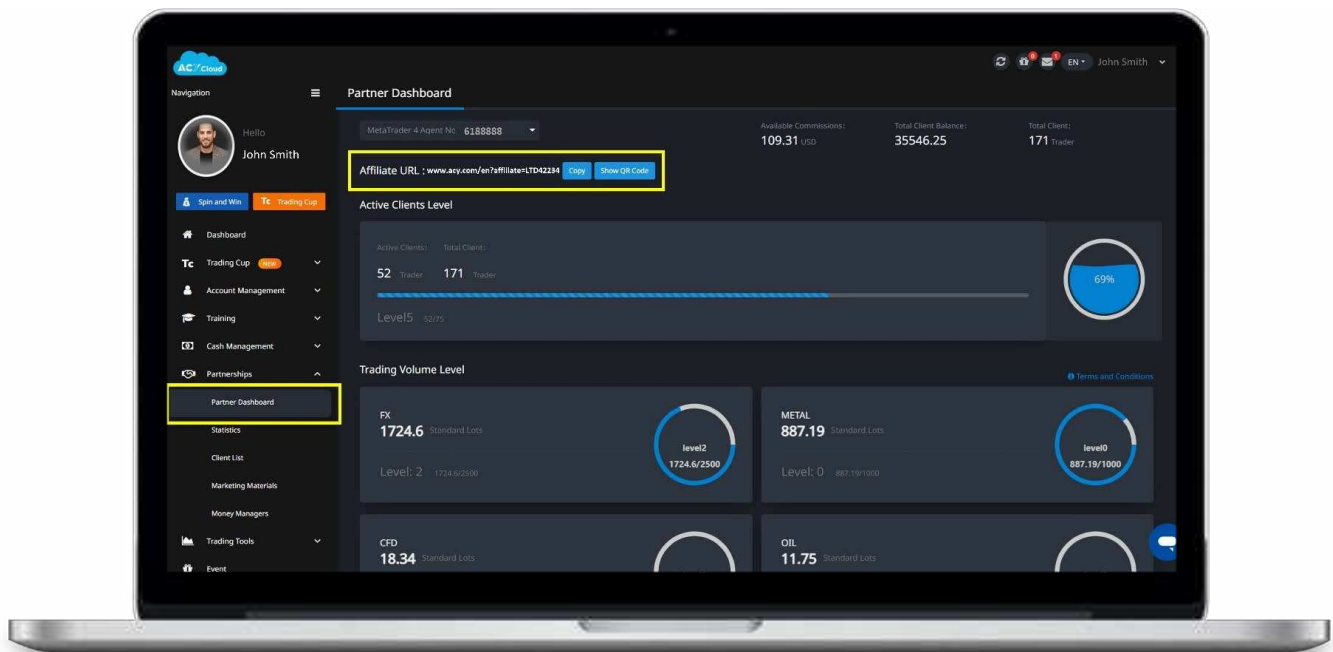 ACY Cloud
0
1
EN
John Smith
Navigation
Partner Dashboard
Hello
John Smith
MetaTrader 4 Agent No. 6188888
Available Commissions:
109.31 USD
Total Client Balance:
35546.25
Total Client:
171 Trader
Affiliate URL : www.acy.com/en?affiliate=LTD42234 Copy Show QR Code
Spin and Win
Tc Trading Cup
Active Clients Level
Active Clients: Total Client:
52 Trader 171 Trader
Level5 52/75
69%
Dashboard
Tc Trading Cup NEW
Account Management
Training
Cash Management
Partnerships
Partner Dashboard
Statistics
Client List
Marketing Materials
Money Managers
Trading Tools
Event
Trading Volume Level
Terms and Conditions
FX
1724.6 Standard Lots
Level: 2 1724.6/2500
level2
1724.6/2500
METAL
887.19 Standard Lots
Level: 0 887.19/1000
level0
887.19/1000
CFD
18.34 Standard Lots
OIL
11.75 Standard Lots